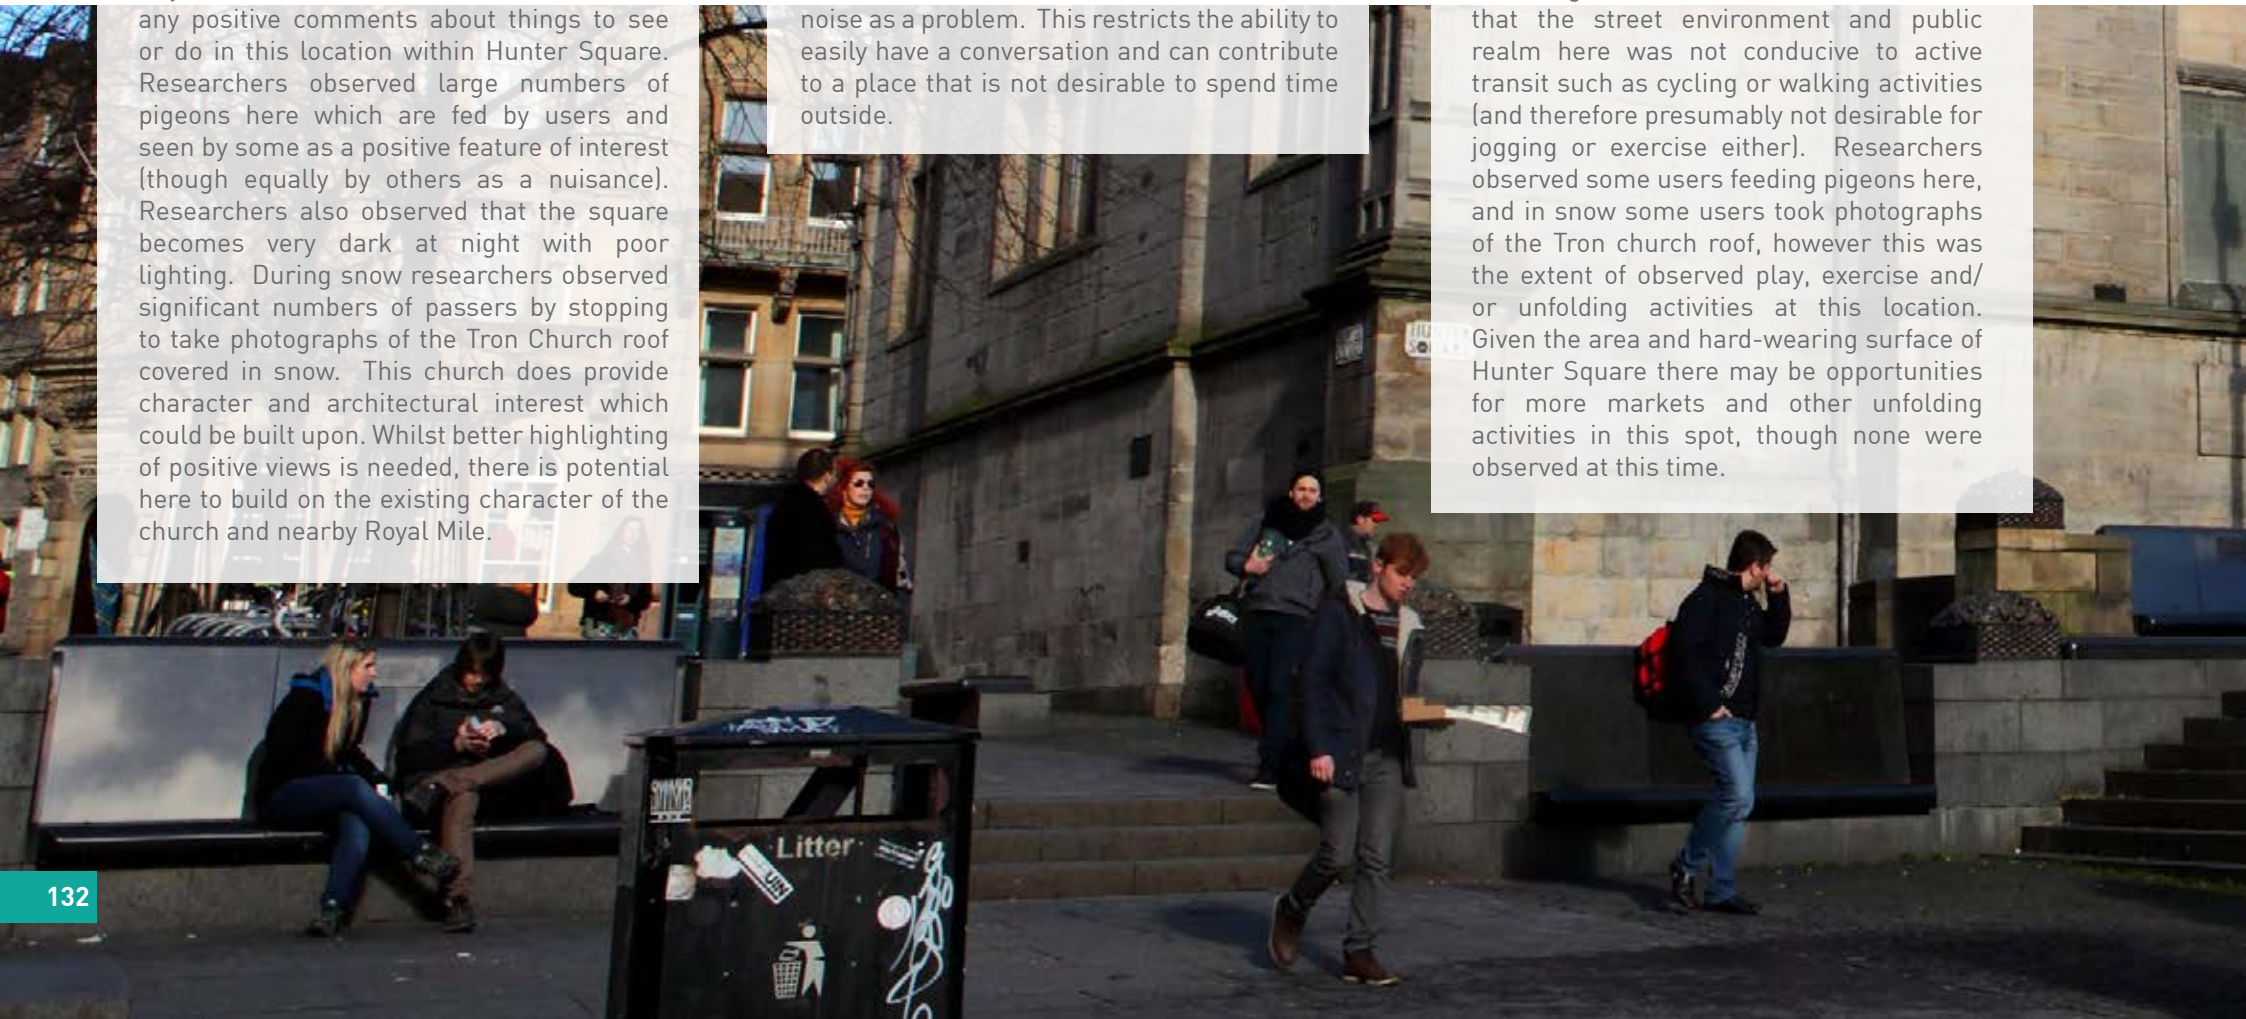 any positive comments about things to see
or do in this location within Hunter Square.
Researchers observed large numbers of
pigeons here which are fed by users and
seen by some as a positive feature of interest
(though equally by others as a nuisance).
Researchers also observed that the square
becomes very dark at night with poor
lighting. During snow researchers observed
significant numbers of passers by stopping
to take photographs of the Tron Church roof
covered in snow. This church does provide
character and architectural interest which
could be built upon. Whilst better highlighting
of positive views is needed, there is potential
here to build on the existing character of the
church and nearby Royal Mile.
noise as a problem. This restricts the ability to
easily have a conversation and can contribute
to a place that is not desirable to spend time
outside.
that the street environment and public
realm here was not conducive to active
transit such as cycling or walking activities
(and therefore presumably not desirable for
jogging or exercise either). Researchers
observed some users feeding pigeons here,
and in snow some users took photographs
of the Tron church roof, however this was
the extent of observed play, exercise and/
or unfolding activities at this location.
Given the area and hard-wearing surface of
Hunter Square there may be opportunities
for more markets and other unfolding
activities in this spot, though none were
observed at this time.
HUNTER
SQUARE
Litter
132